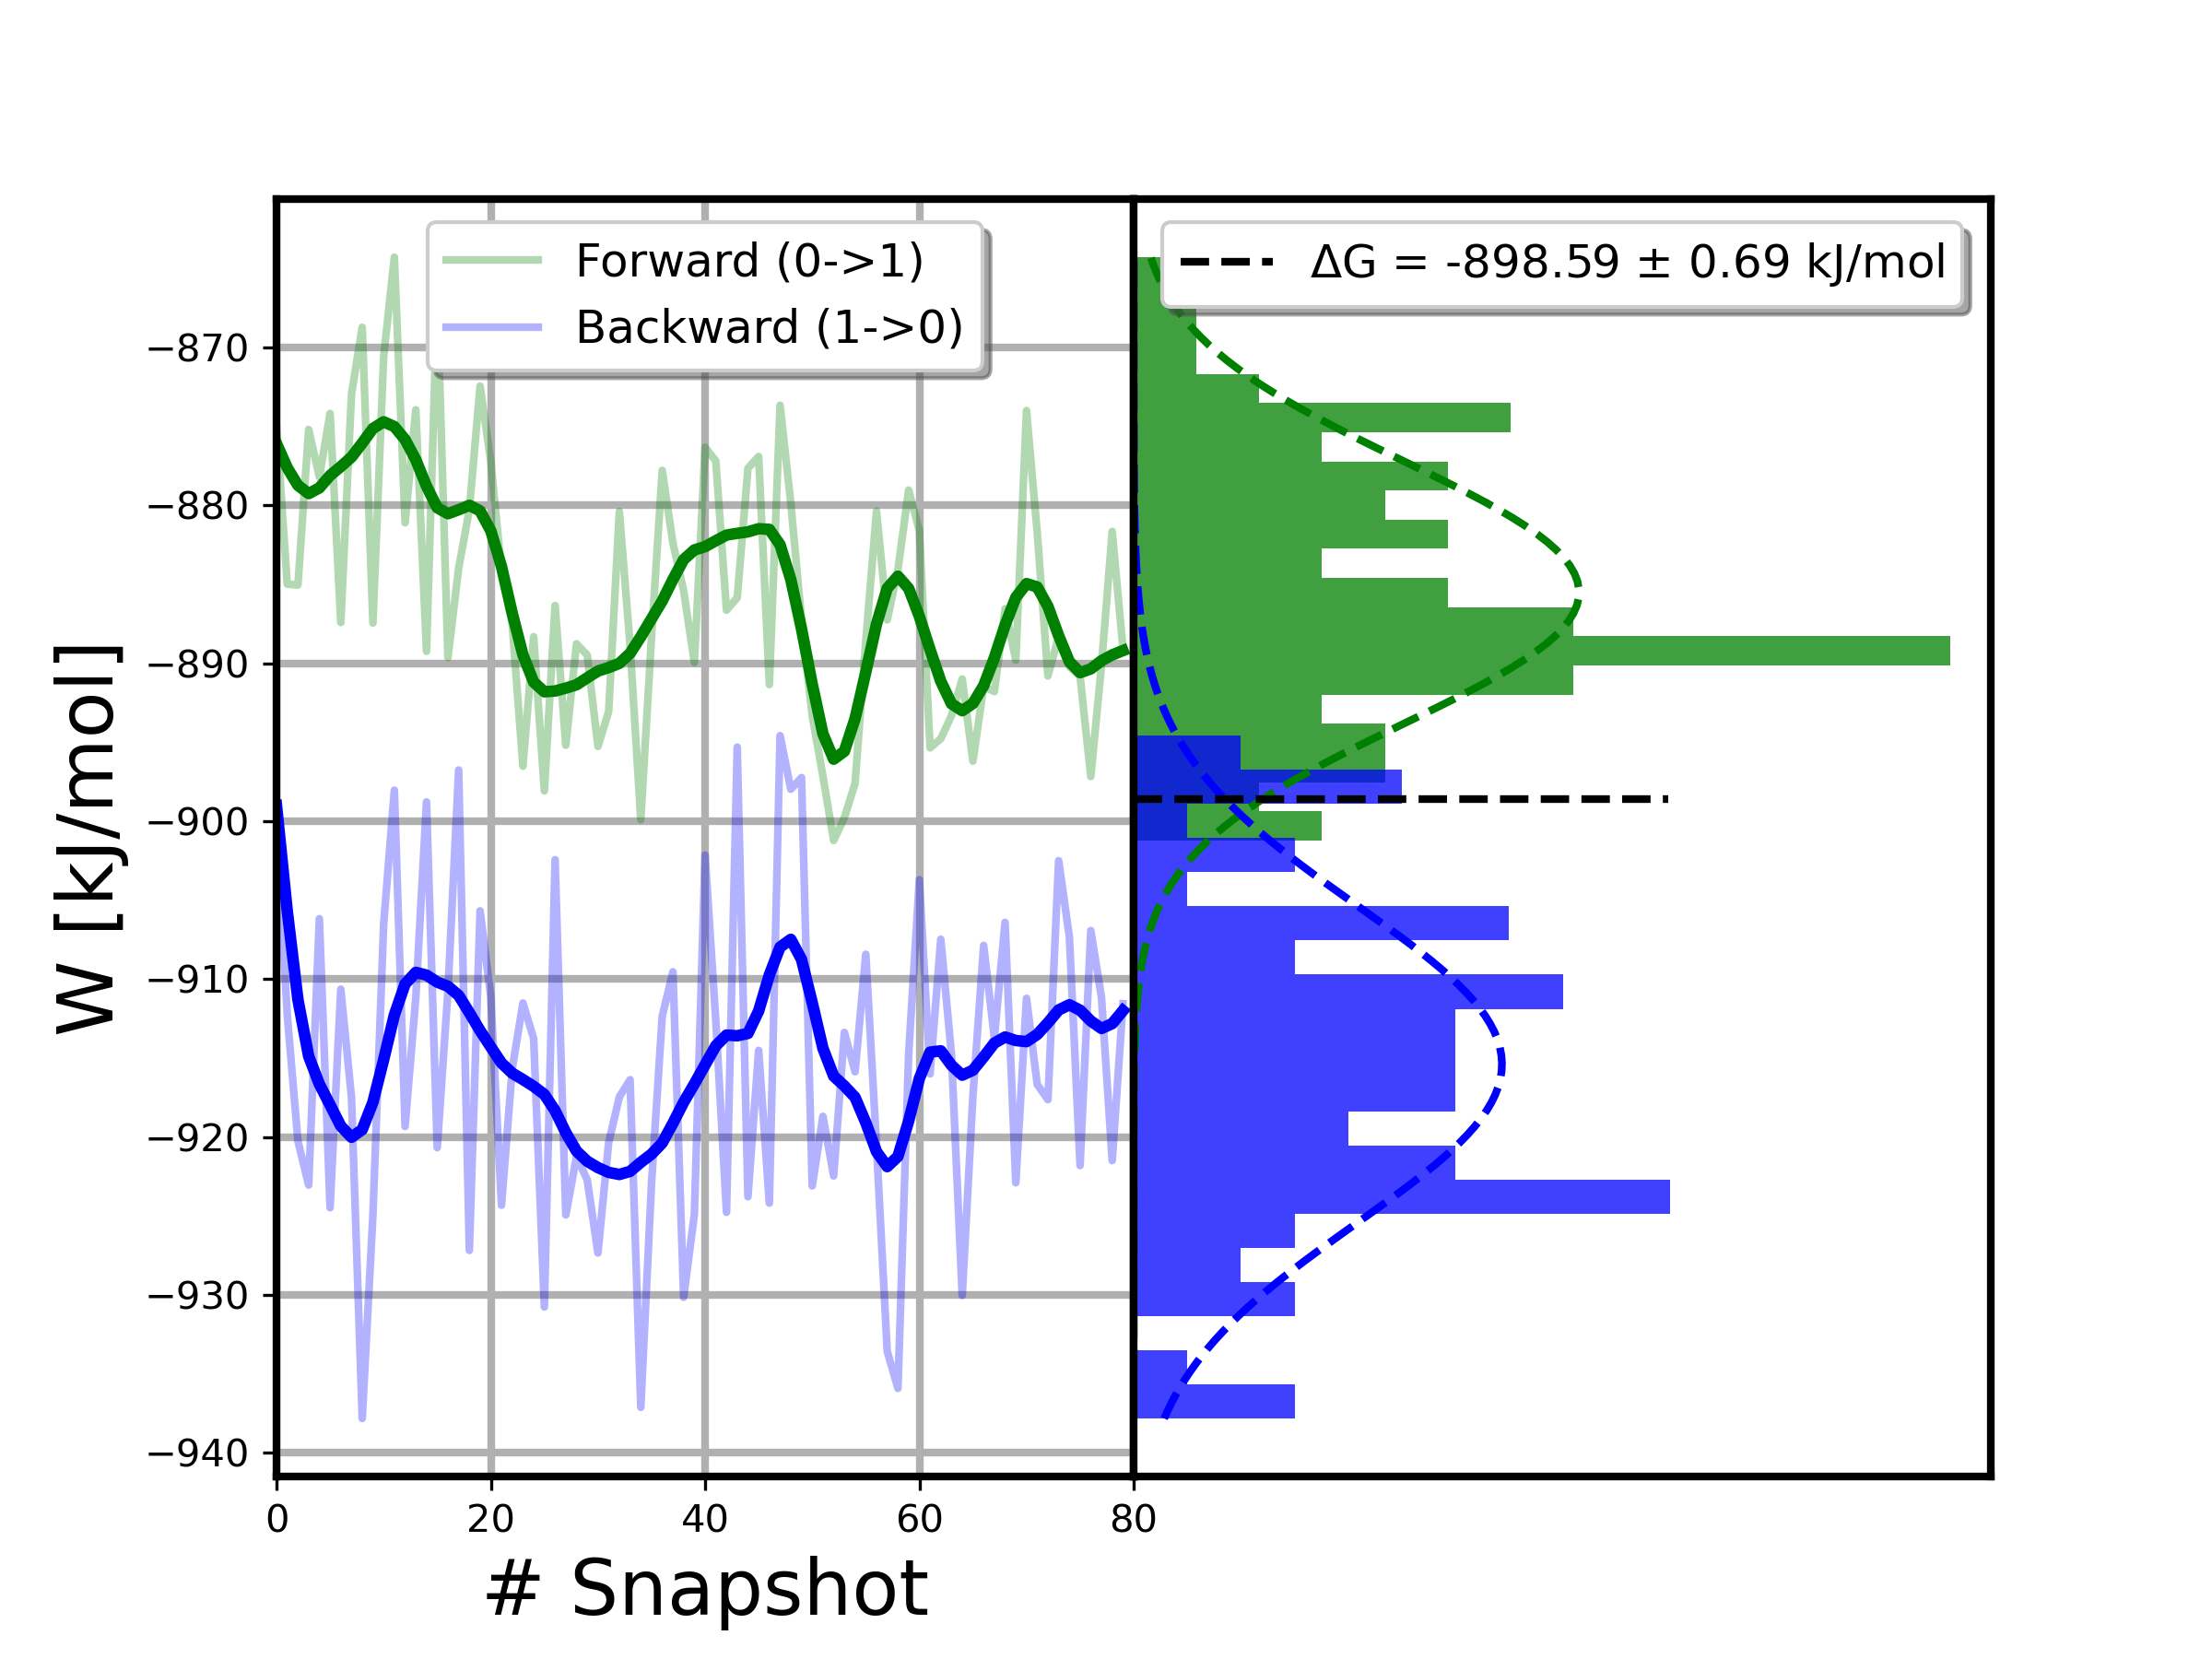 Forward (0->1)
Backward (1->0)
ΔG = -898.59 ± 0.69 kJ/mol
W [kJ/mol]
−870
−880
−890
−900
−910
−920
−930
−940
0 20 40 60 80
# Snapshot